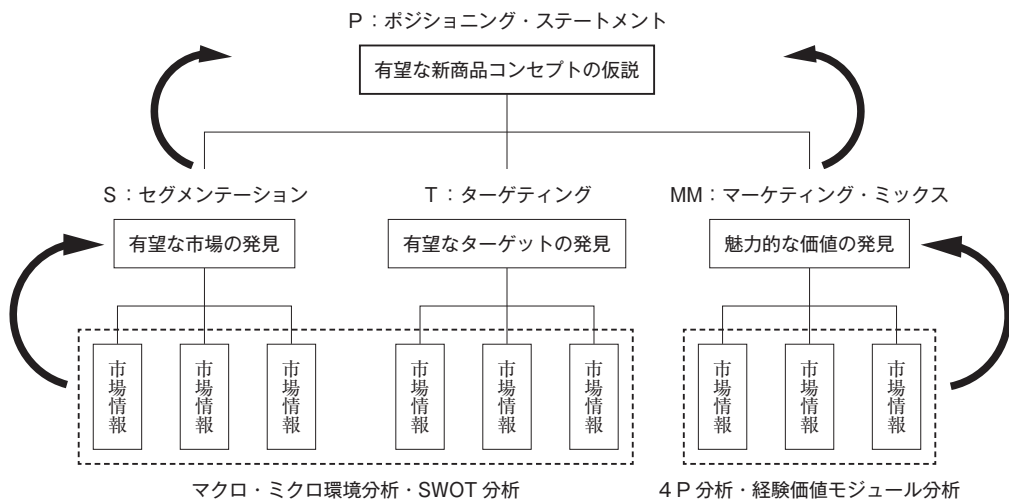 P：ポジショニング・ステートメント
有望な新商品コンセプトの仮説
S：セグメンテーション
T：ターゲティング
MM：マーケティング・ミックス
有望な市場の発見
有望なターゲットの発見
魅力的な価値の発見
市場情報
市場情報
市場情報
市場情報
市場情報
市場情報
市場情報
市場情報
市場情報
マクロ・ミクロ環境分析・SWOT 分析
4P 分析・経験価値モジュール分析